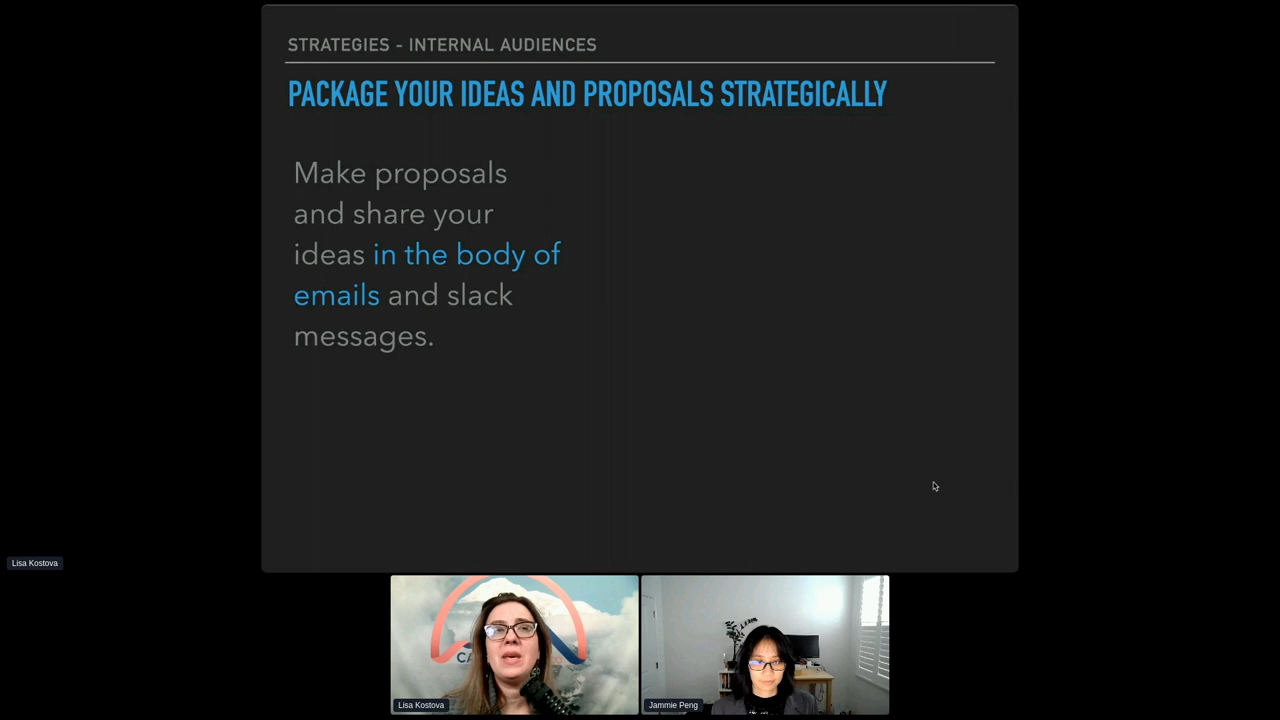 STRATEGIES - INTERNAL AUDIENCES
PACKAGE YOUR IDEAS AND PROPOSALS STRATEGICALLY
Make proposals
and share your
ideas in the body of
emails and slack
messages.
Lisa Kostova
Lisa Kostova
Jammie Peng